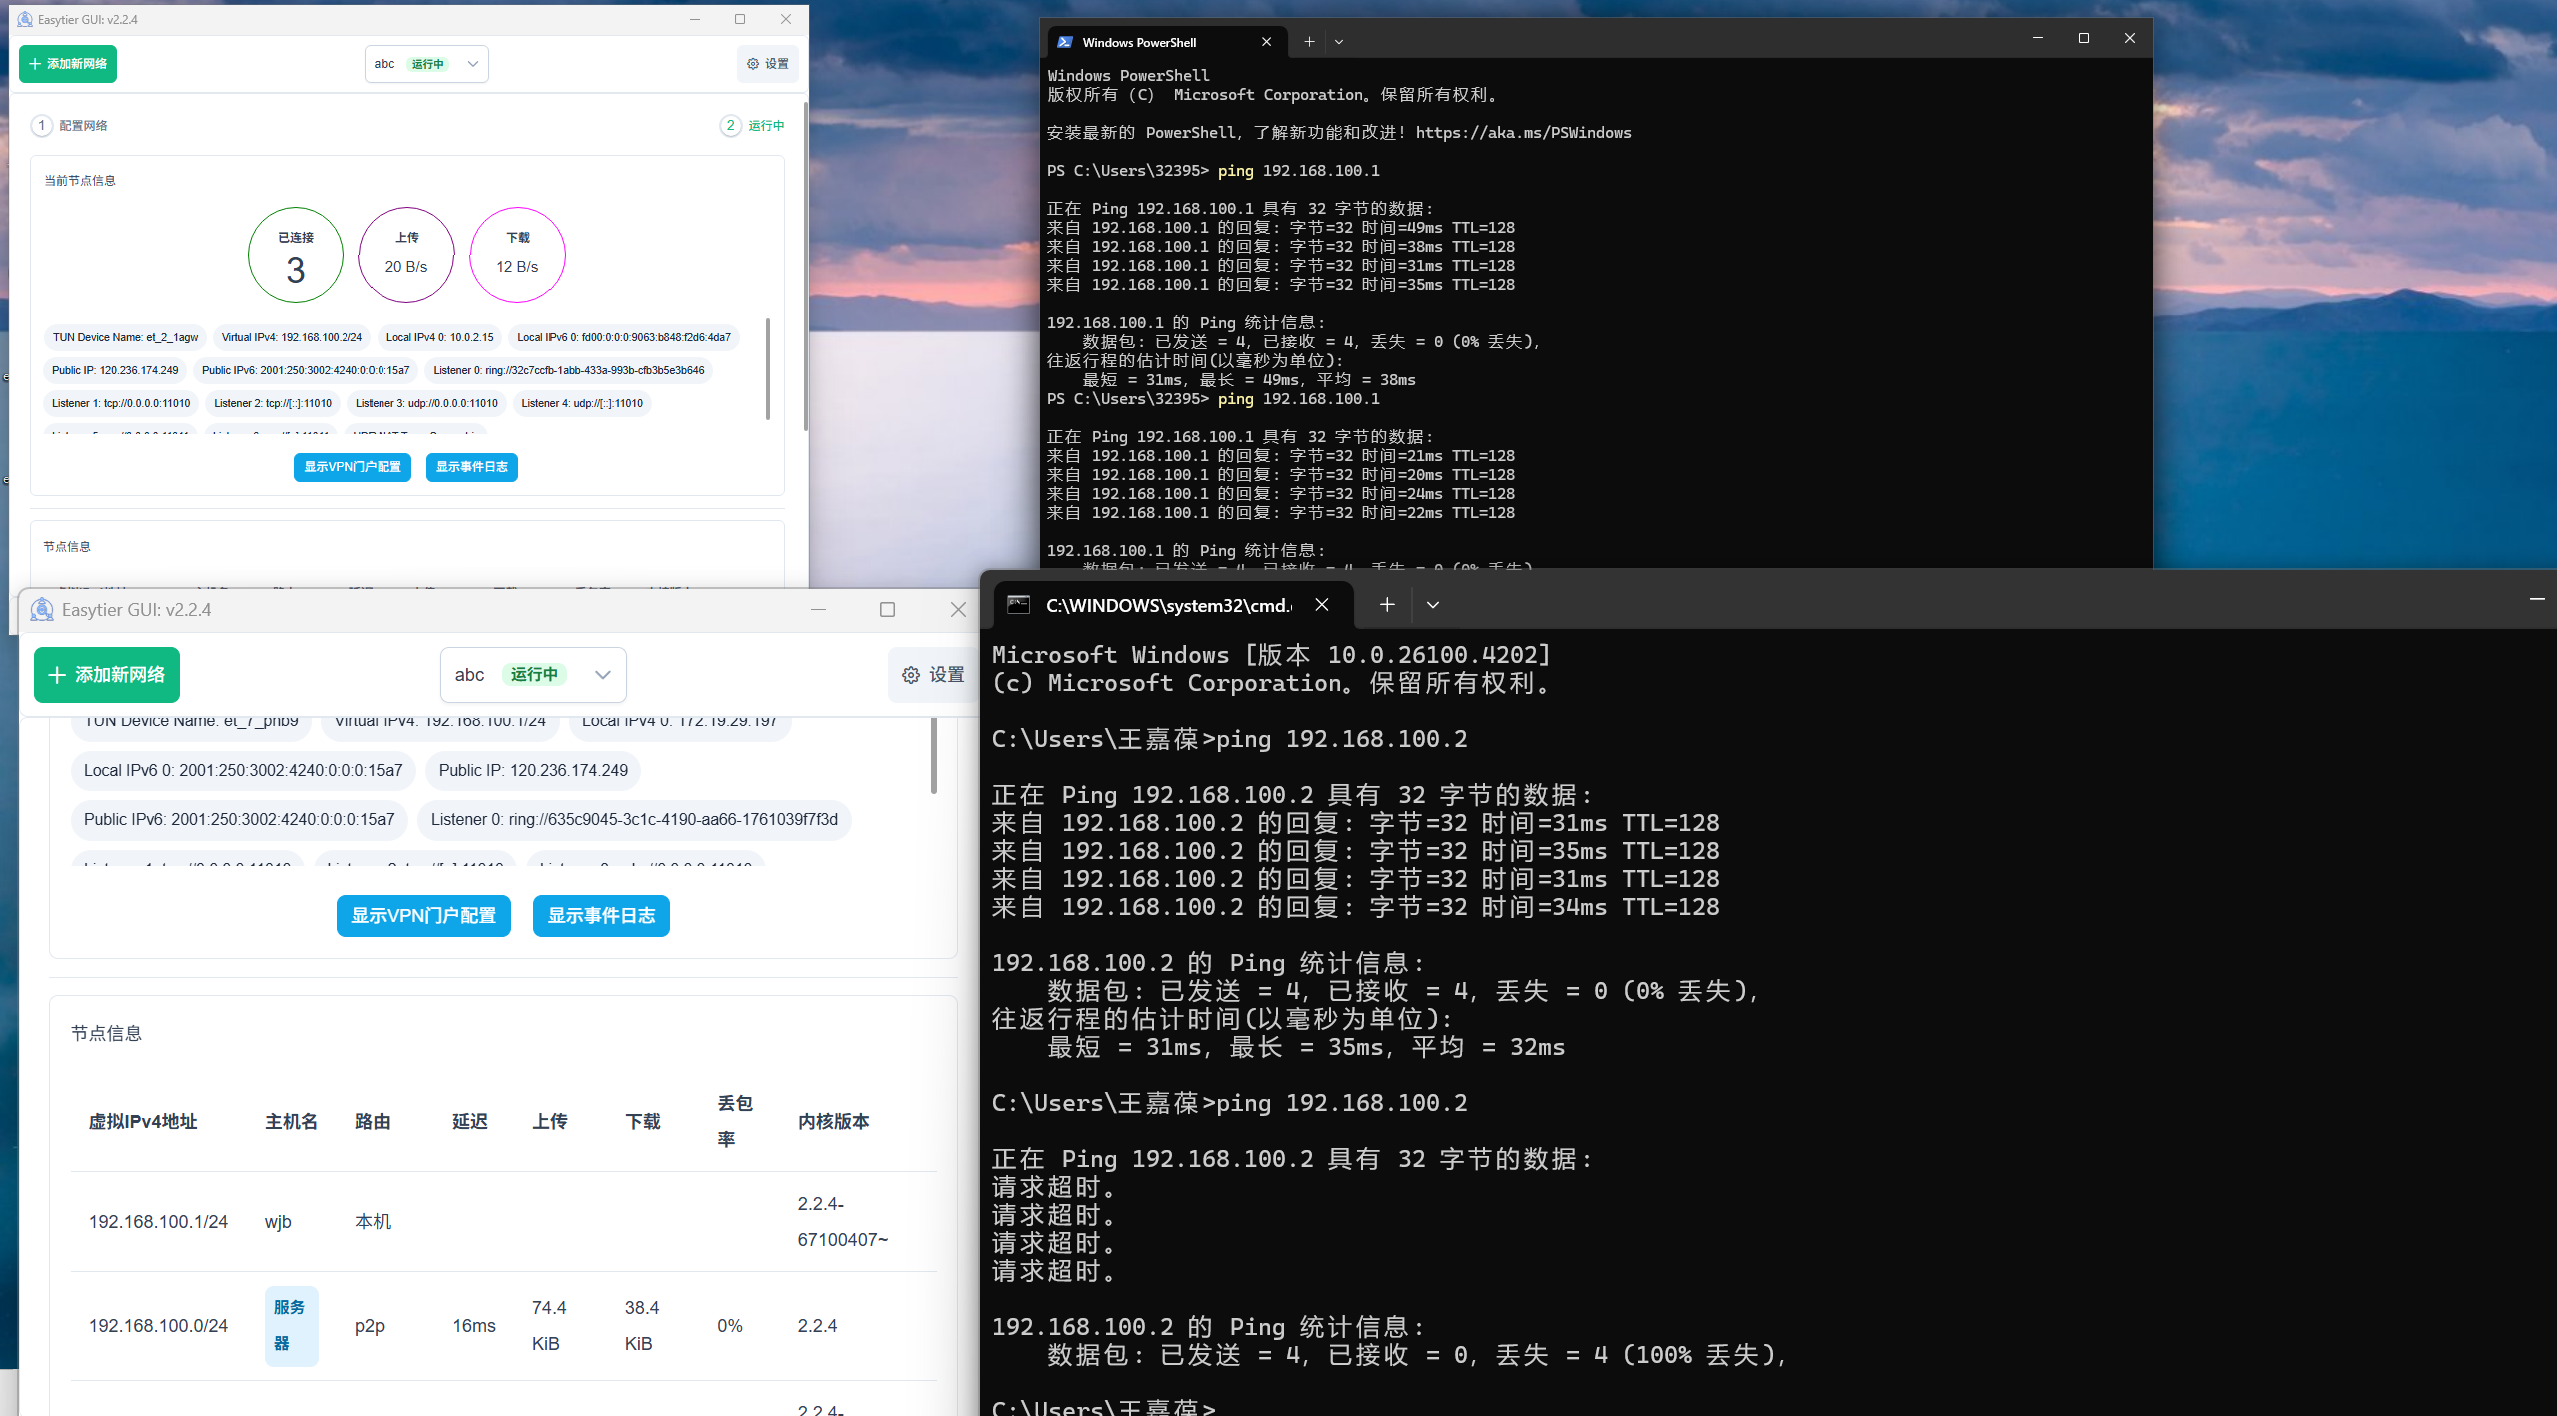 Easytier GUI: v2.2.4
添加新网络
abc 运行中
设置
1 配置网络
2 运行中
当前节点信息
已连接
3
上传
20 B/s
下载
12 B/s
TUN Device Name: et_2_1agw
Virtual IPv4: 192.168.100.2/24
Local IPv4 0: 10.0.2.15
Local IPv6 0: fd00:0:0:0:9063:b848:f2d6:4da7
Public IP: 120.236.174.249
Public IPv6: 2001:250:3002:4240:0:0:0:15a7
Listener 0: ring://32c7ccfb-1abb-433a-993b-cfb3b5e3b646
Listener 1: tcp://0.0.0.0:11010
Listener 2: tcp://[::]:11010
Listener 3: udp://0.0.0.0:11010
Listener 4: udp://[::]:11010
显示VPN门户配置
显示事件日志
节点信息
Windows PowerShell
Windows PowerShell
版权所有 (C) Microsoft Corporation。保留所有权利。
安装最新的 PowerShell，了解新功能和改进！https://aka.ms/PSWindows
PS C:\Users\32395> ping 192.168.100.1
正在 Ping 192.168.100.1 具有 32 字节的数据:
来自 192.168.100.1 的回复: 字节=32 时间=49ms TTL=128
来自 192.168.100.1 的回复: 字节=32 时间=38ms TTL=128
来自 192.168.100.1 的回复: 字节=32 时间=31ms TTL=128
来自 192.168.100.1 的回复: 字节=32 时间=35ms TTL=128
192.168.100.1 的 Ping 统计信息:
数据包: 已发送 = 4，已接收 = 4，丢失 = 0 (0% 丢失)，
往返行程的估计时间(以毫秒为单位):
最短 = 31ms，最长 = 49ms，平均 = 38ms
PS C:\Users\32395> ping 192.168.100.1
正在 Ping 192.168.100.1 具有 32 字节的数据:
来自 192.168.100.1 的回复: 字节=32 时间=21ms TTL=128
来自 192.168.100.1 的回复: 字节=32 时间=20ms TTL=128
来自 192.168.100.1 的回复: 字节=32 时间=24ms TTL=128
来自 192.168.100.1 的回复: 字节=32 时间=22ms TTL=128
192.168.100.1 的 Ping 统计信息:
数据包: 已发送 = 4，已接收 = 4，丢失 = 0 (0% 丢失)，
Easytier GUI: v2.2.4
添加新网络
abc 运行中
设置
TUN Device Name: et_7_phb9
Virtual IPv4: 192.168.100.1/24
Local IPv4 0: 172.19.29.197
Local IPv6 0: 2001:250:3002:4240:0:0:0:15a7
Public IP: 120.236.174.249
Public IPv6: 2001:250:3002:4240:0:0:0:15a7
Listener 0: ring://635c9045-3c1c-4190-aa66-1761039f7f3d
显示VPN门户配置
显示事件日志
节点信息
虚拟IPv4地址 主机名 路由 延迟 上传 下载 丢包率 内核版本
192.168.100.1/24 wjb 本机 2.2.4-67100407~
192.168.100.0/24 服务器 p2p 16ms 74.4 KiB 38.4 KiB 0% 2.2.4
2.2.4-
C:\WINDOWS\system32\cmd.
Microsoft Windows [版本 10.0.26100.4202]
(c) Microsoft Corporation。保留所有权利。
C:\Users\王嘉葆>ping 192.168.100.2
正在 Ping 192.168.100.2 具有 32 字节的数据:
来自 192.168.100.2 的回复: 字节=32 时间=31ms TTL=128
来自 192.168.100.2 的回复: 字节=32 时间=35ms TTL=128
来自 192.168.100.2 的回复: 字节=32 时间=31ms TTL=128
来自 192.168.100.2 的回复: 字节=32 时间=34ms TTL=128
192.168.100.2 的 Ping 统计信息:
数据包: 已发送 = 4，已接收 = 4，丢失 = 0 (0% 丢失)，
往返行程的估计时间(以毫秒为单位):
最短 = 31ms，最长 = 35ms，平均 = 32ms
C:\Users\王嘉葆>ping 192.168.100.2
正在 Ping 192.168.100.2 具有 32 字节的数据:
请求超时。
请求超时。
请求超时。
请求超时。
192.168.100.2 的 Ping 统计信息:
数据包: 已发送 = 4，已接收 = 0，丢失 = 4 (100% 丢失)，
C:\Users\王嘉葆>